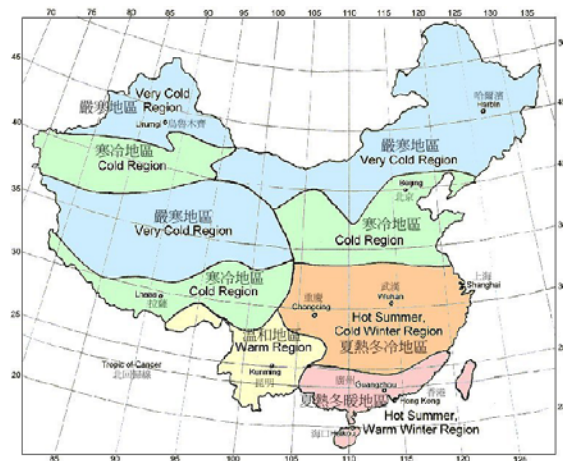 70 75 80 85 90 95 100 105 110 115 120 125 130 135
45
40
35
30
25
20
嚴寒地區
Very Cold
Region
Urumqi 烏魯木齊
寒冷地區
Cold Region
嚴寒地區
Very Cold Region
哈爾濱
Harbin
嚴寒地區
Very Cold Region
Beijing
北京
寒冷地區
Cold Region
寒冷地區
Cold Region
Lhasa
拉薩
重慶
Chongqing
武漢
Wuhan
上海
Shanghai
Hot Summer,
Cold Winter Region
夏熱冬冷地區
溫和地區
Warm Region
Kunming
昆明
Tropic of Cancer
北回歸線
廣州
Guangzhou
香港
Hong Kong
夏熱冬暖地區
Hot Summer,
Warm Winter Region
海口
Haikou
85 90 95 100 105 110 115 120 125